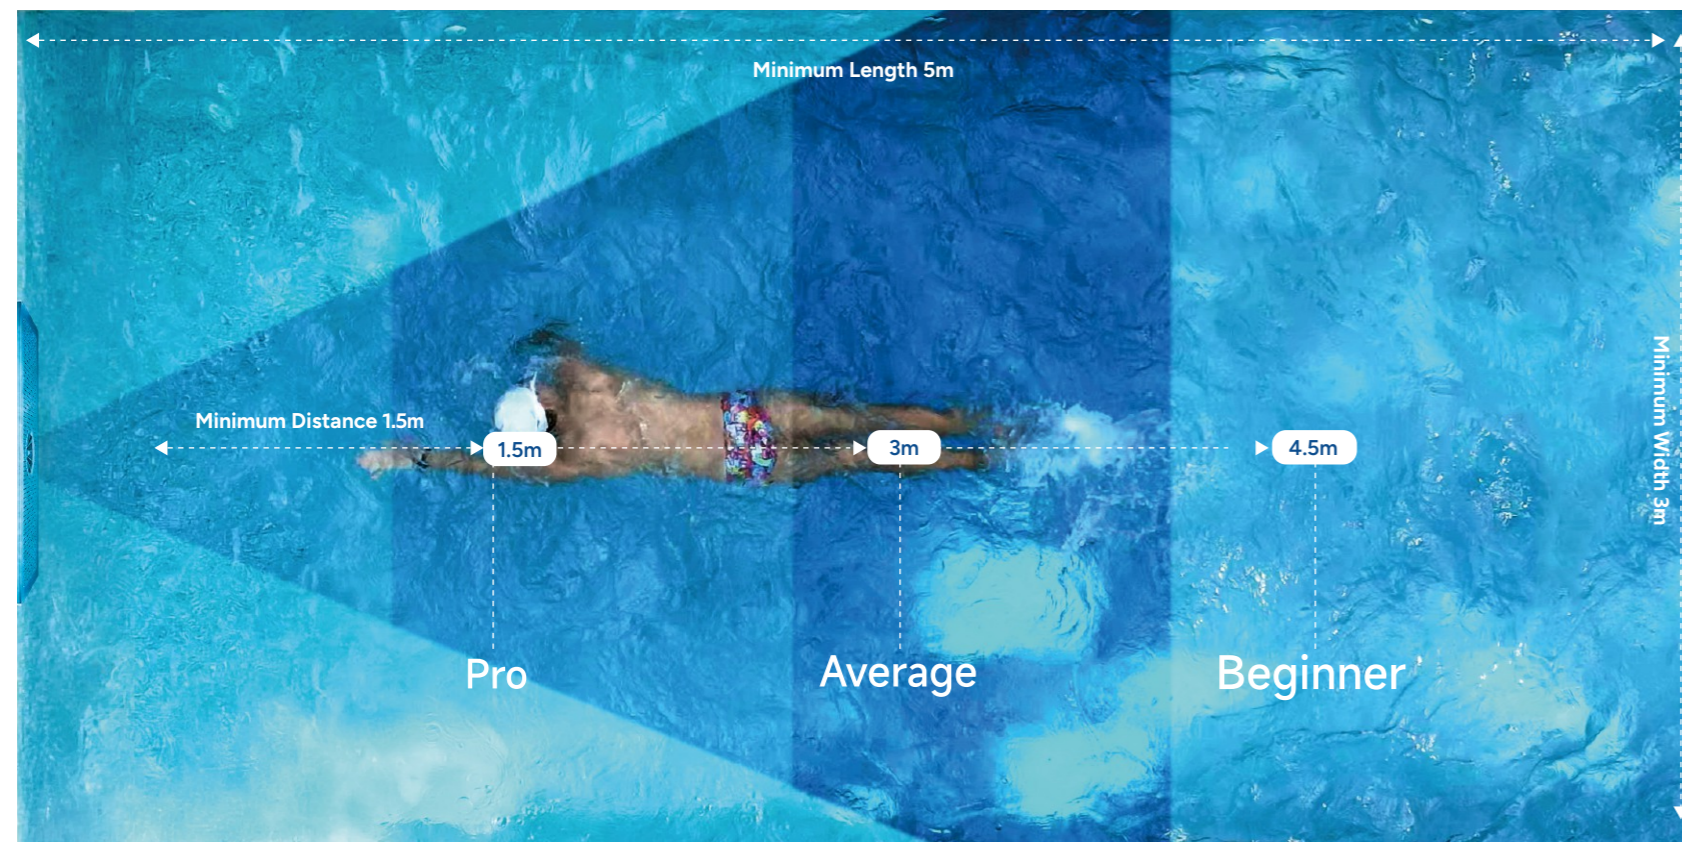 Minimum Length 5m
Minimum Width 3m
Minimum Distance 1.5m
1.5m
3m
4.5m
Pro
Average
Beginner